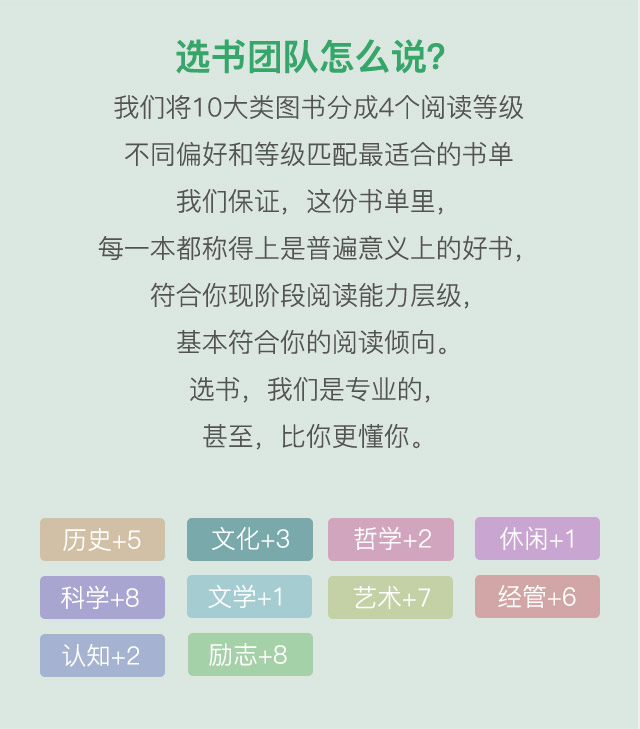 选书团队怎么说?
我们将10大类图书分成4个阅读等级
不同偏好和等级匹配最适合的书单
我们保证，这份书单里，
每一本都称得上是普遍意义上的好书，
符合你现阶段阅读能力层级，
基本符合你的阅读倾向。
选书，我们是专业的，
甚至，比你更懂你。
历史+5 文化+3 哲学+2 休闲+1
科学+8 文学+1 艺术+7 经管+6
认知+2 励志+8